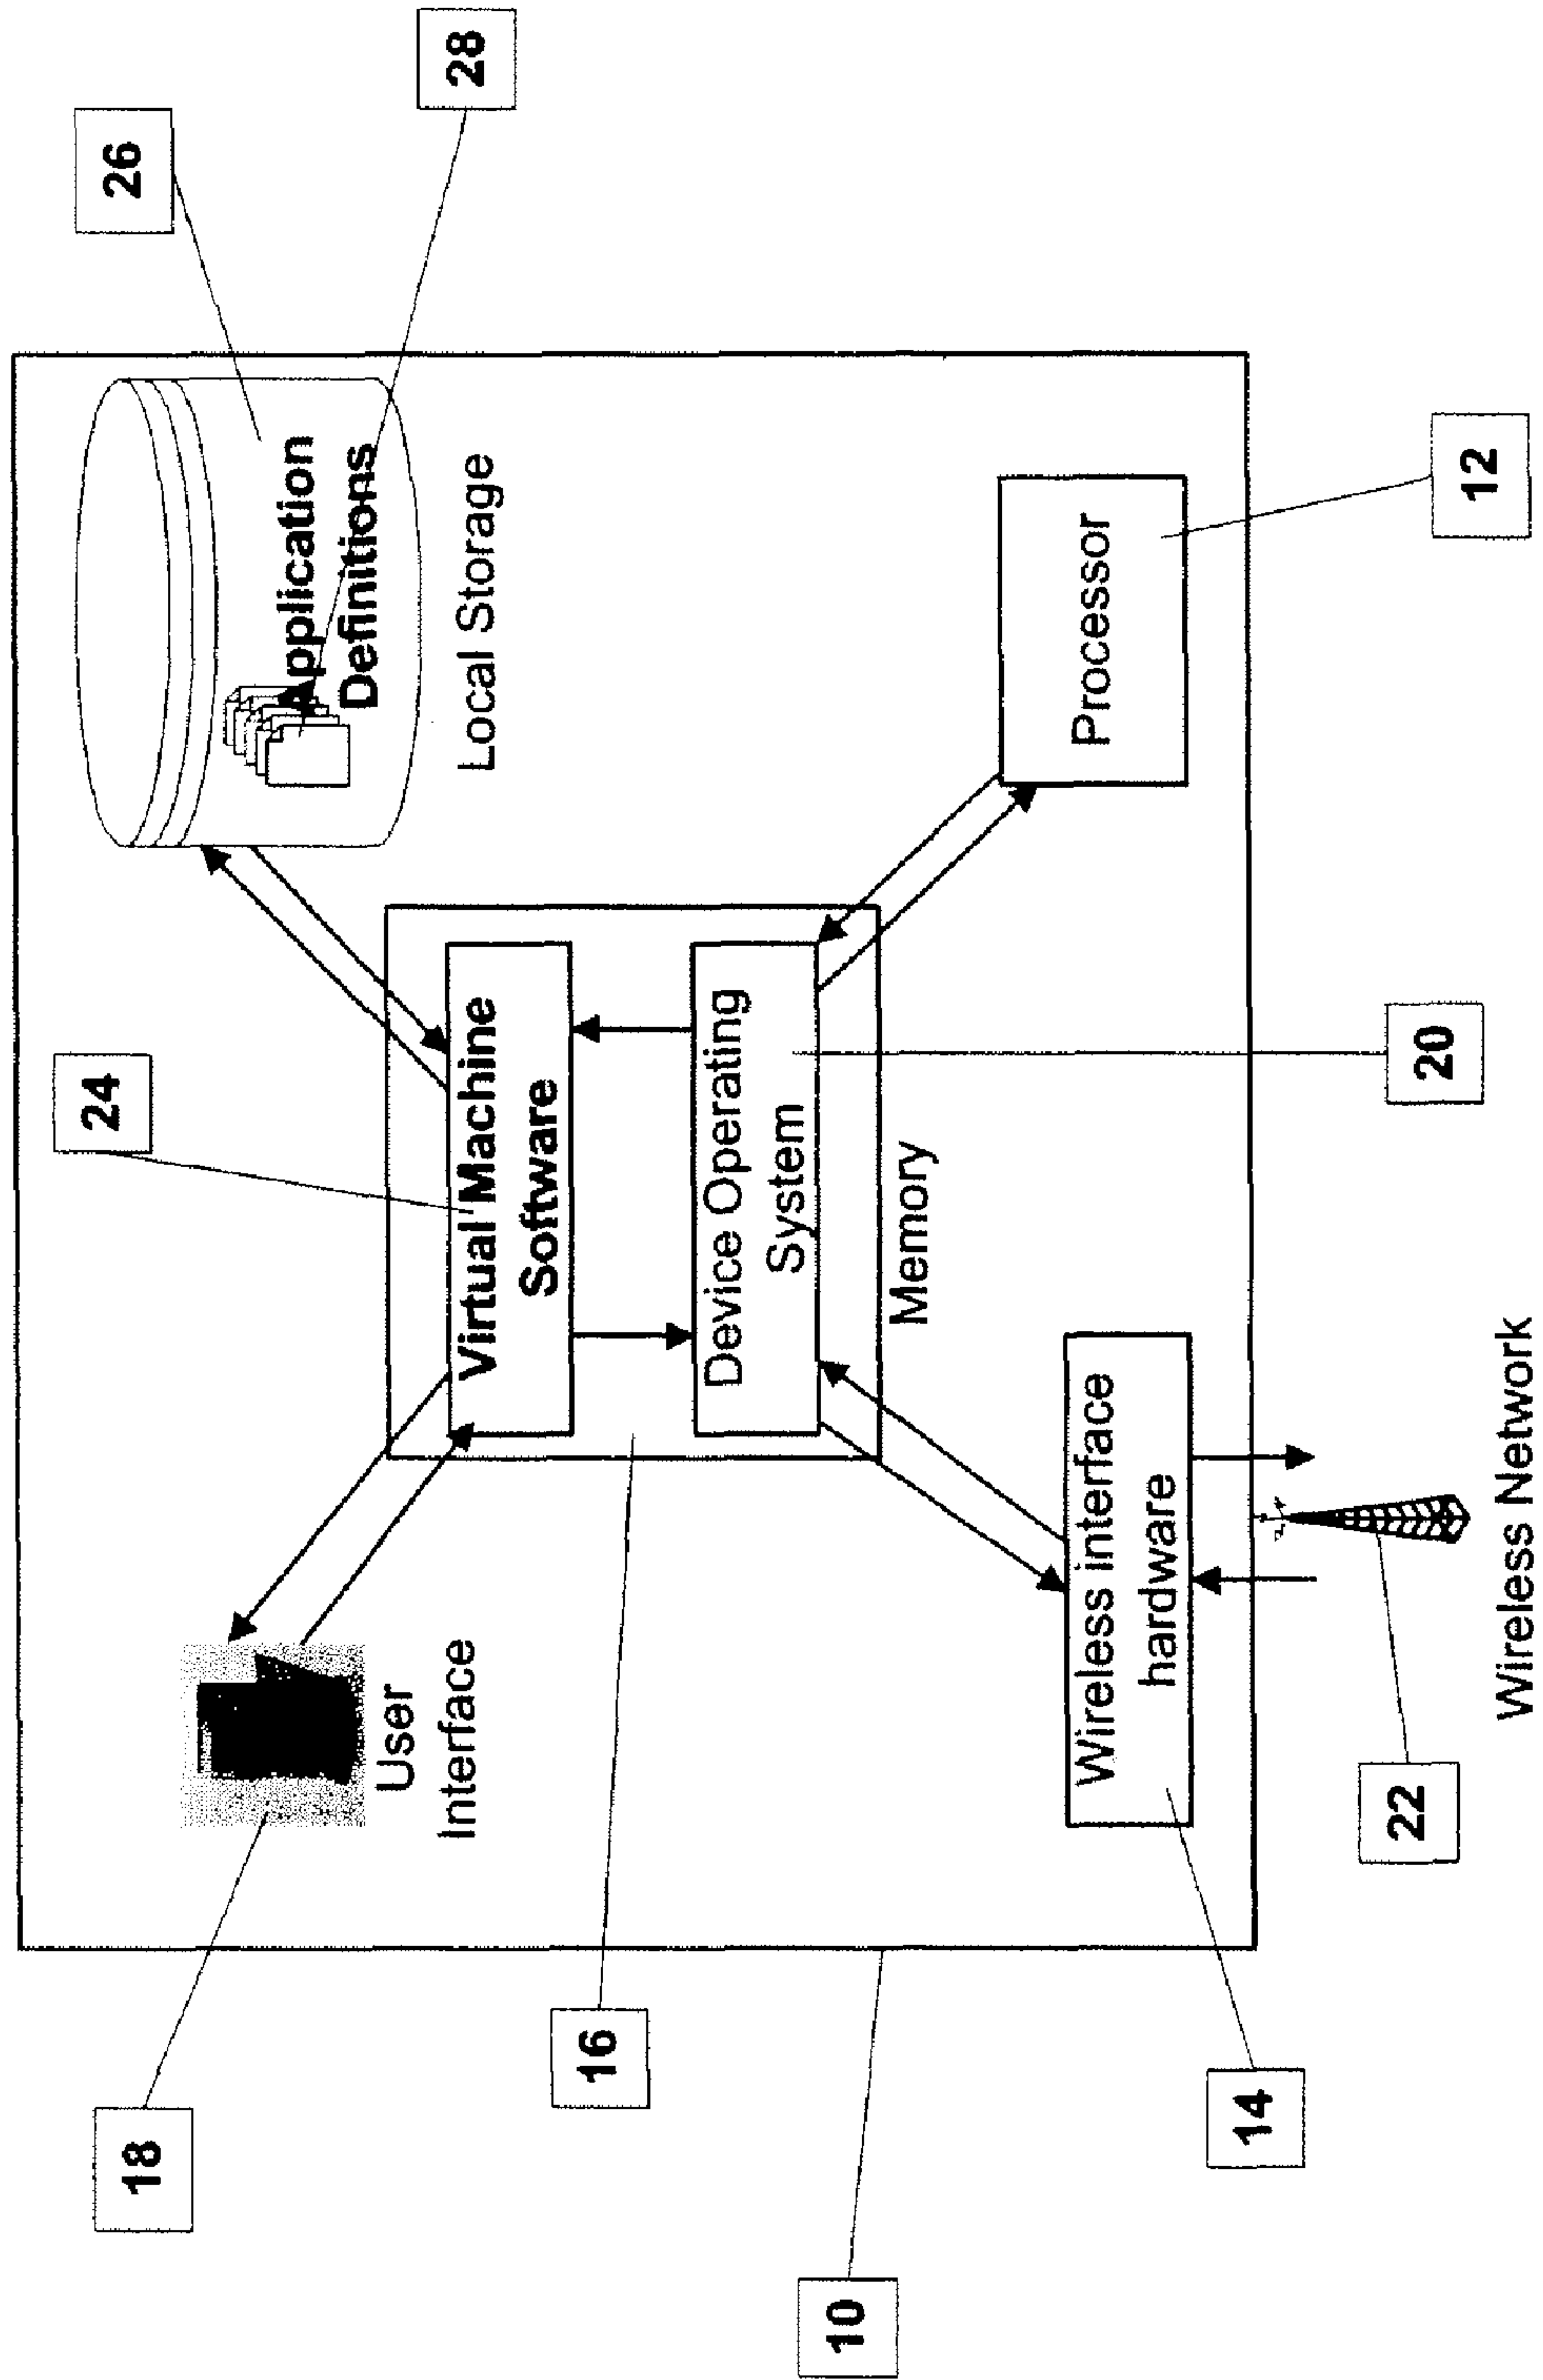 26
28
24
18
Application
Definitions
User
Interface
Local Storage
Virtual Machine
Software
16
Device Operating
System
Memory
10
Wireless interface
hardware
Processor
14
22
20
12
Wireless Network